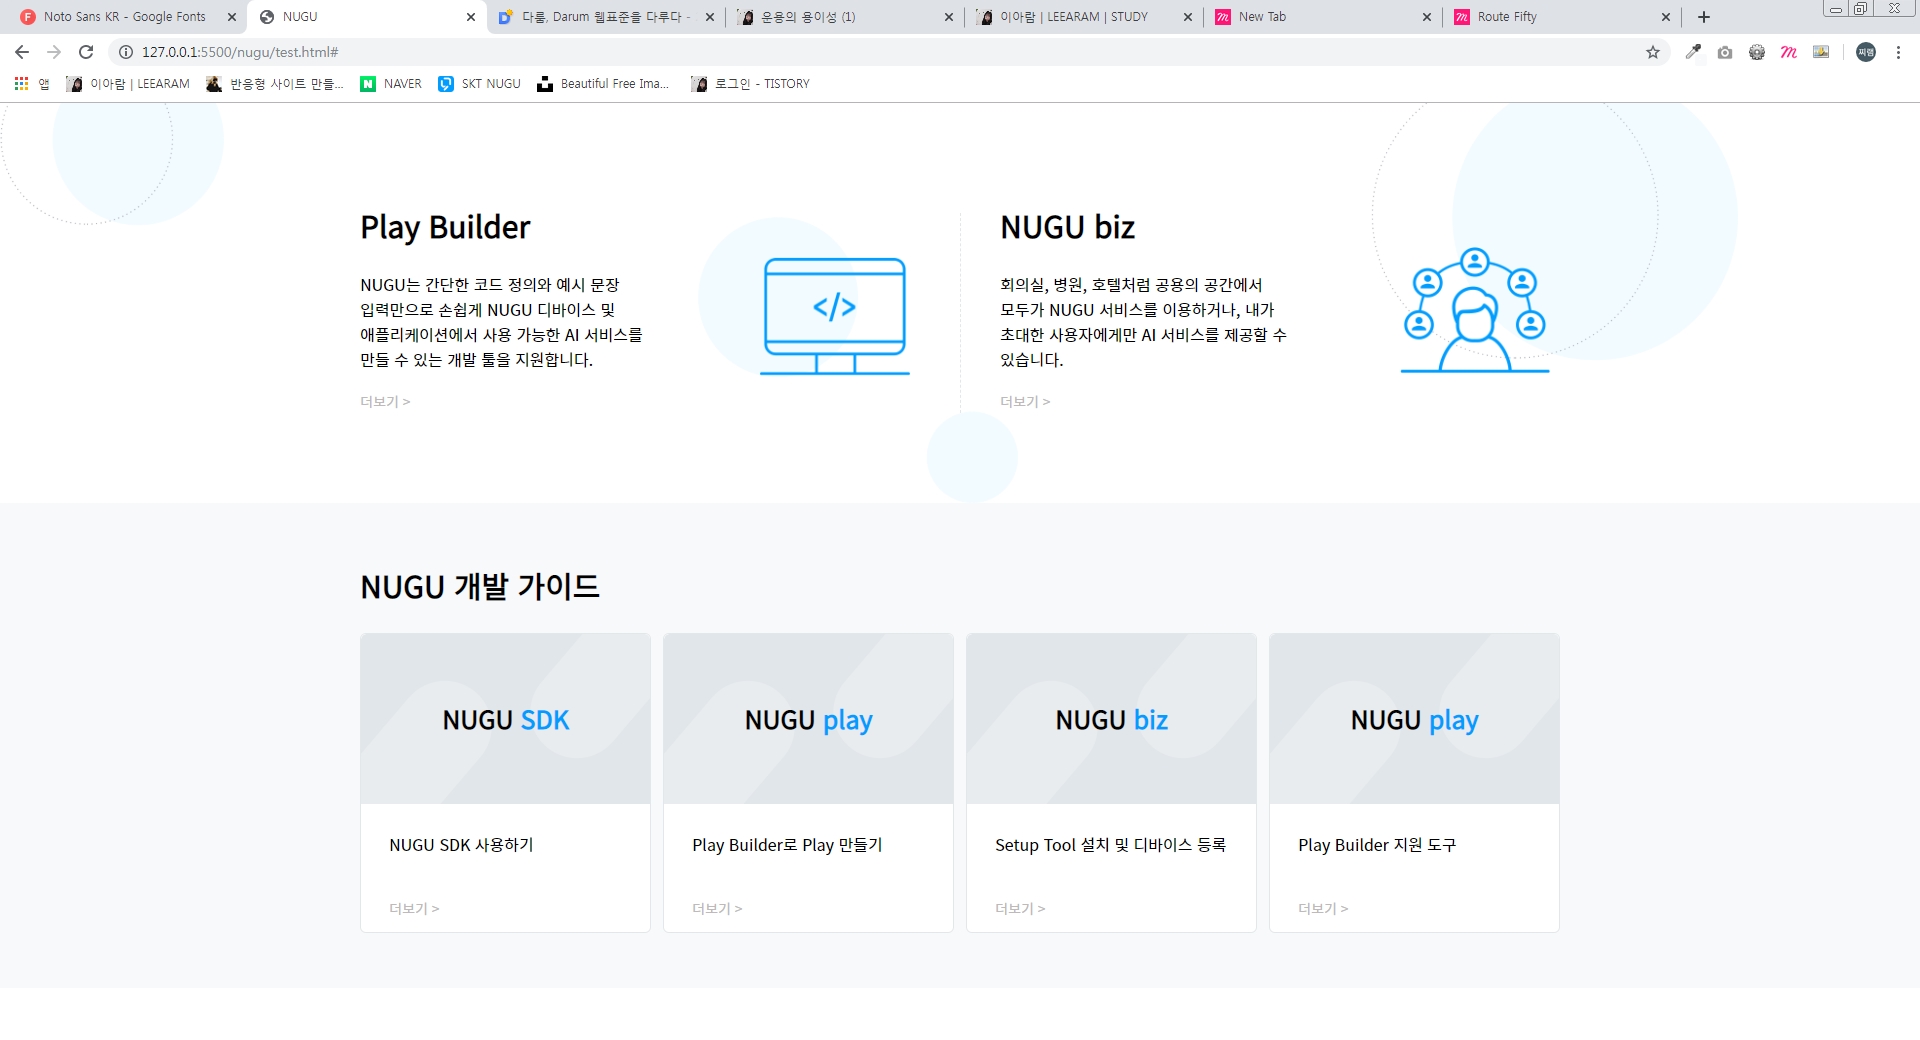 Noto Sans KR - Google Fonts
NUGU
다룸, Darum 웹표준을 다루다 -
운용의 용이성 (1)
이아람 | LEEARAM | STUDY
New Tab
Route Fifty
127.0.0.1:5500/nugu/test.html#
찌램
앱
이아람 | LEEARAM
반응형 사이트 만들...
NAVER
SKT NUGU
Beautiful Free Ima...
로그인 - TISTORY
Play Builder
NUGU는 간단한 코드 정의와 예시 문장
입력만으로 손쉽게 NUGU 디바이스 및
애플리케이션에서 사용 가능한 AI 서비스를
만들 수 있는 개발 툴을 지원합니다.
더보기 >
</>
NUGU biz
회의실, 병원, 호텔처럼 공용의 공간에서
모두가 NUGU 서비스를 이용하거나, 내가
초대한 사용자에게만 AI 서비스를 제공할 수
있습니다.
더보기 >
NUGU 개발 가이드
NUGU SDK
NUGU SDK 사용하기
더보기 >
NUGU play
Play Builder로 Play 만들기
더보기 >
NUGU biz
Setup Tool 설치 및 디바이스 등록
더보기 >
NUGU play
Play Builder 지원 도구
더보기 >